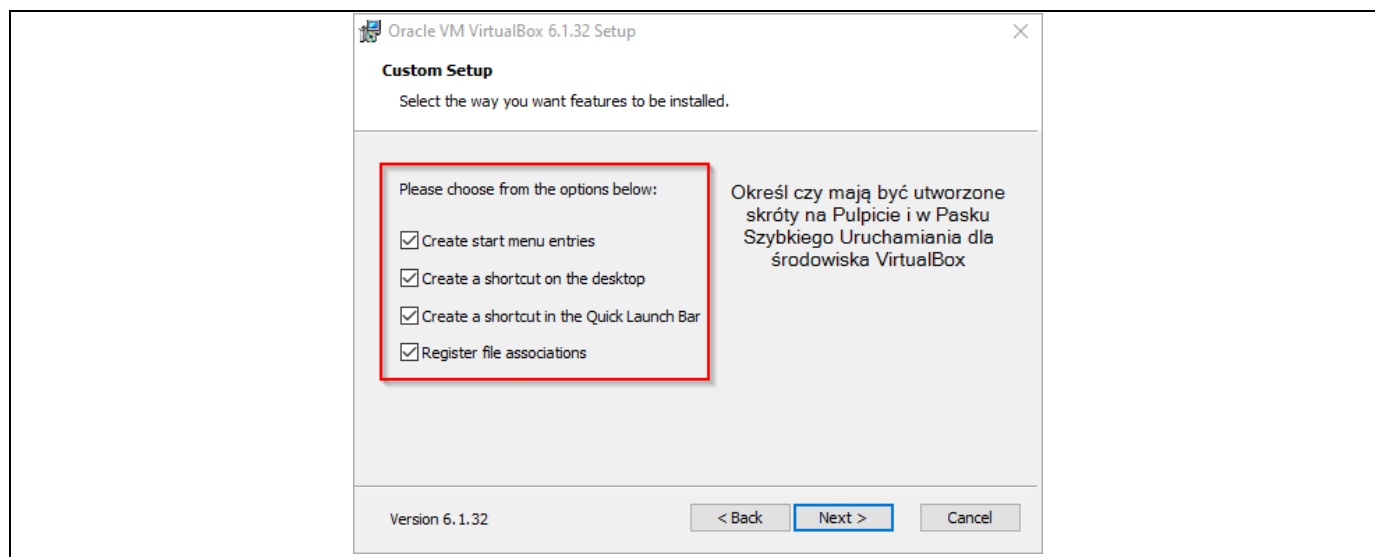 Oracle VM VirtualBox 6.1.32 Setup
Custom Setup
Select the way you want features to be installed.
Please choose from the options below:
Create start menu entries
Create a shortcut on the desktop
Create a shortcut in the Quick Launch Bar
Register file associations
Określ czy mają być utworzone
skróty na Pulpicie i w Pasku
Szybkiego Uruchamiania dla
środowiska VirtualBox
Version 6.1.32
< Back
Next >
Cancel